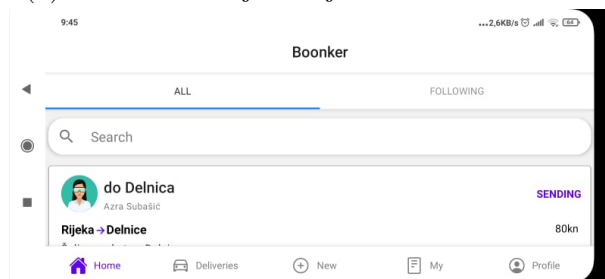 9:45 ...2,6KB/s 64
Boonker
ALL FOLLOWING
Search
do Delnica
Azra Subašić
SENDING
Rijeka→Delnice 80kn
Home Deliveries New My Profile